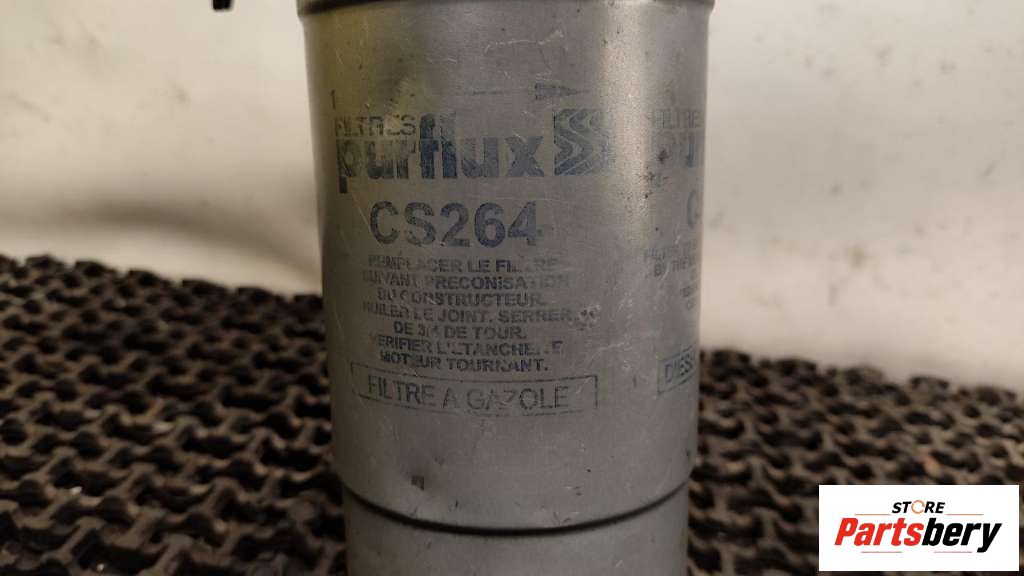 FILTRES
purflux
CS264
REMPLACER LE FILTRE
SUIVANT PRECONISATION
DU CONSTRUCTEUR.
HUILER LE JOINT. SERRER
DE 3/4 DE TOUR.
VERIFIER L'ETANCHEITE
MOTEUR TOURNANT.
FILTRE A GAZOLE
FILTRE
STORE
Partsbery